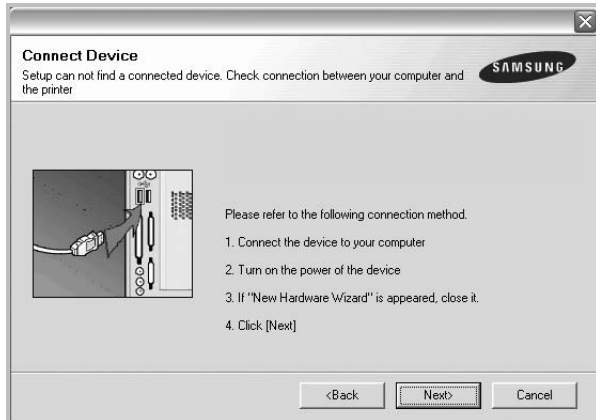 Connect Device
Setup can not find a connected device. Check connection between your computer and
the printer
SAMSUNG
Please refer to the following connection method.
1. Connect the device to your computer
2. Turn on the power of the device
3. If "New Hardware Wizard" is appeared, close it.
4. Click [Next]
<Back
Next>
Cancel